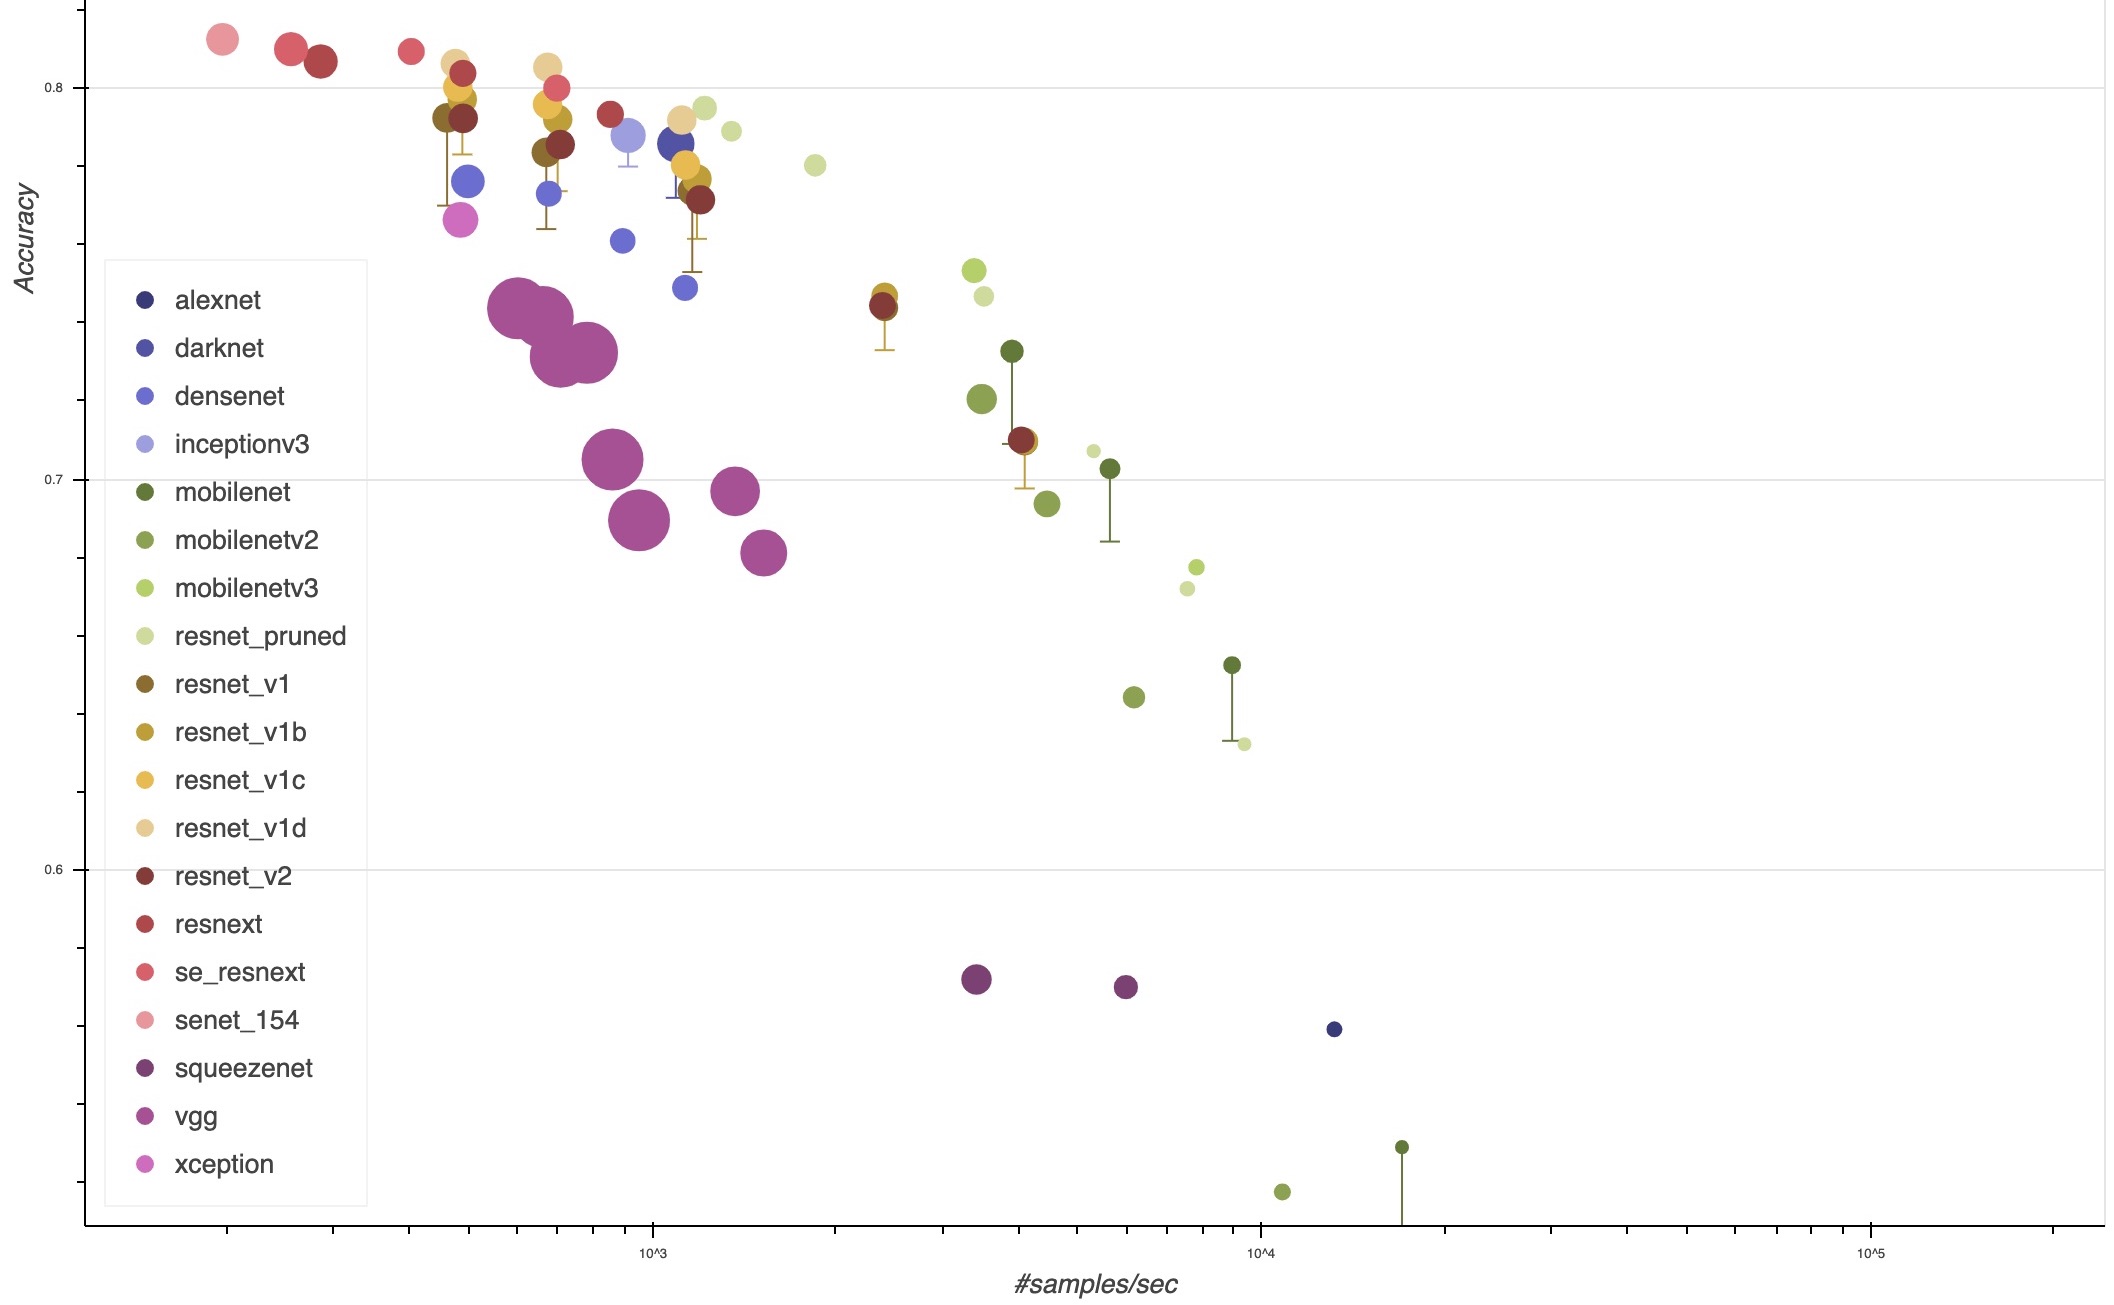 0.8
0.7
0.6
Accuracy
alexnet
darknet
densenet
inceptionv3
mobilenet
mobilenetv2
mobilenetv3
resnet_pruned
resnet_v1
resnet_v1b
resnet_v1c
resnet_v1d
resnet_v2
resnext
se_resnext
senet_154
squeezenet
vgg
xception
10^3 10^4 10^5
#samples/sec